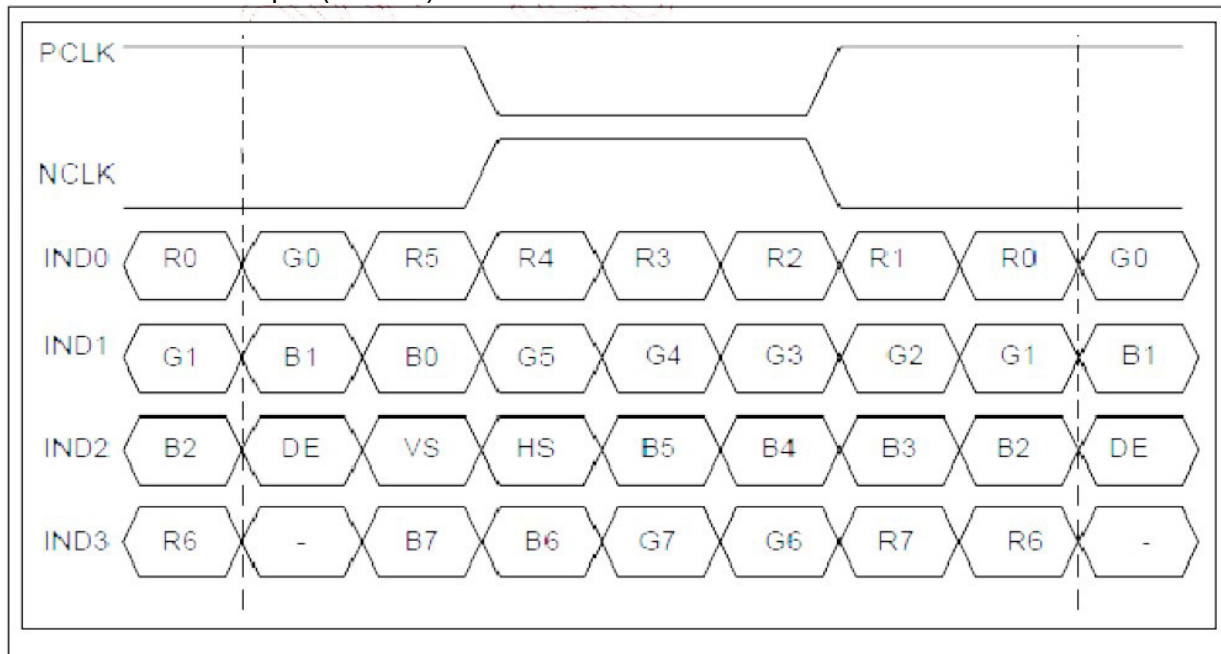 PCLK
NCLK
IND0 R0 G0 R5 R4 R3 R2 R1 R0 G0
IND1 G1 B1 B0 G5 G4 G3 G2 G1 B1
IND2 B2 DE VS HS B5 B4 B3 B2 DE
IND3 R6 - B7 B6 G7 G6 R7 R6 -